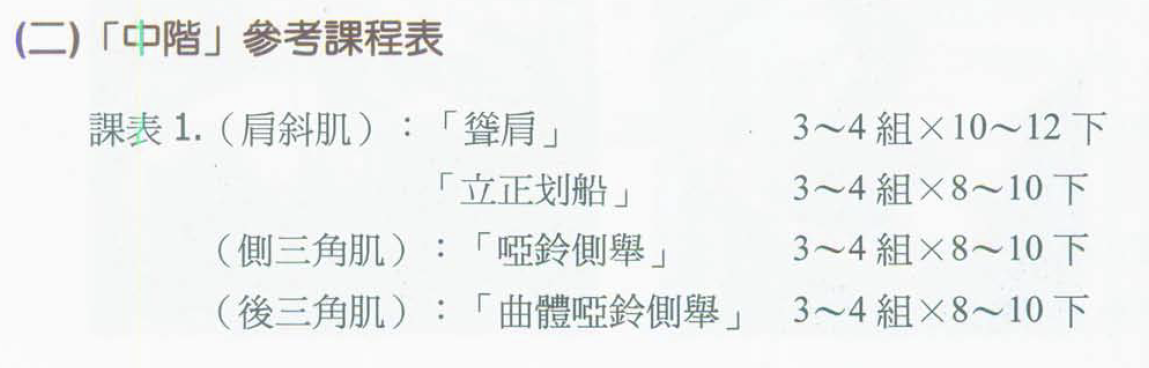 (二)「中階」參考課程表
課表 1.(肩斜肌):「聳肩」 3～4 組×10～12 下
「立正划船」 3～4 組×8～10 下
(側三角肌):「啞鈴側舉」 3～4 組×8～10 下
(後三角肌):「曲體啞鈴側舉」 3～4 組×8～10 下